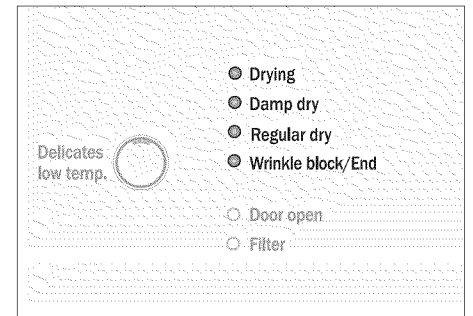 Drying
Damp dry
Regular dry
Wrinkle block/End
Delicates
low temp.
Door open
Filter